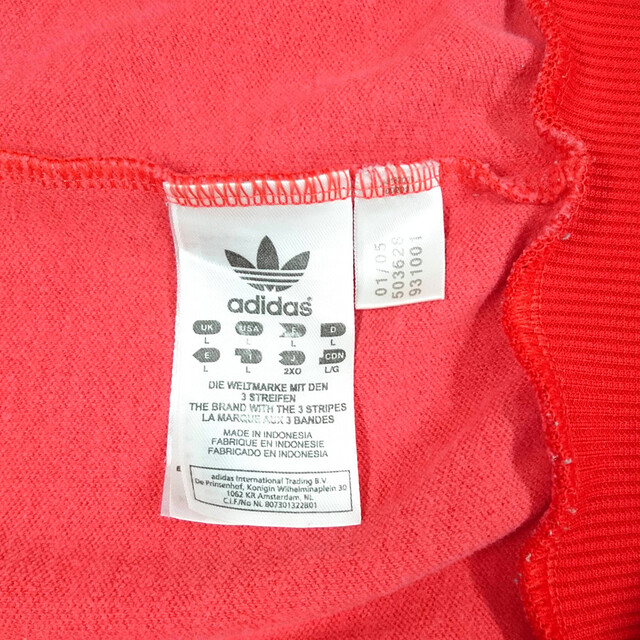 adidas
UK USA D
L L L L
E I J CDN
L L 2XO L/G
DIE WELTMARKE MIT DEN
3 STREIFEN
THE BRAND WITH THE 3 STRIPES
LA MARQUE AUX 3 BANDES
MADE IN INDONESIA
FABRIQUE EN INDONESIE
FABRICADO EN INDONESIA
E
adidas International Trading B.V
De Prinsenhof, Konigin Wilhelminaplein 30
1062 KR Amsterdam, NL
C.I.F/No NL 807301322B01
01/05
503628
931001